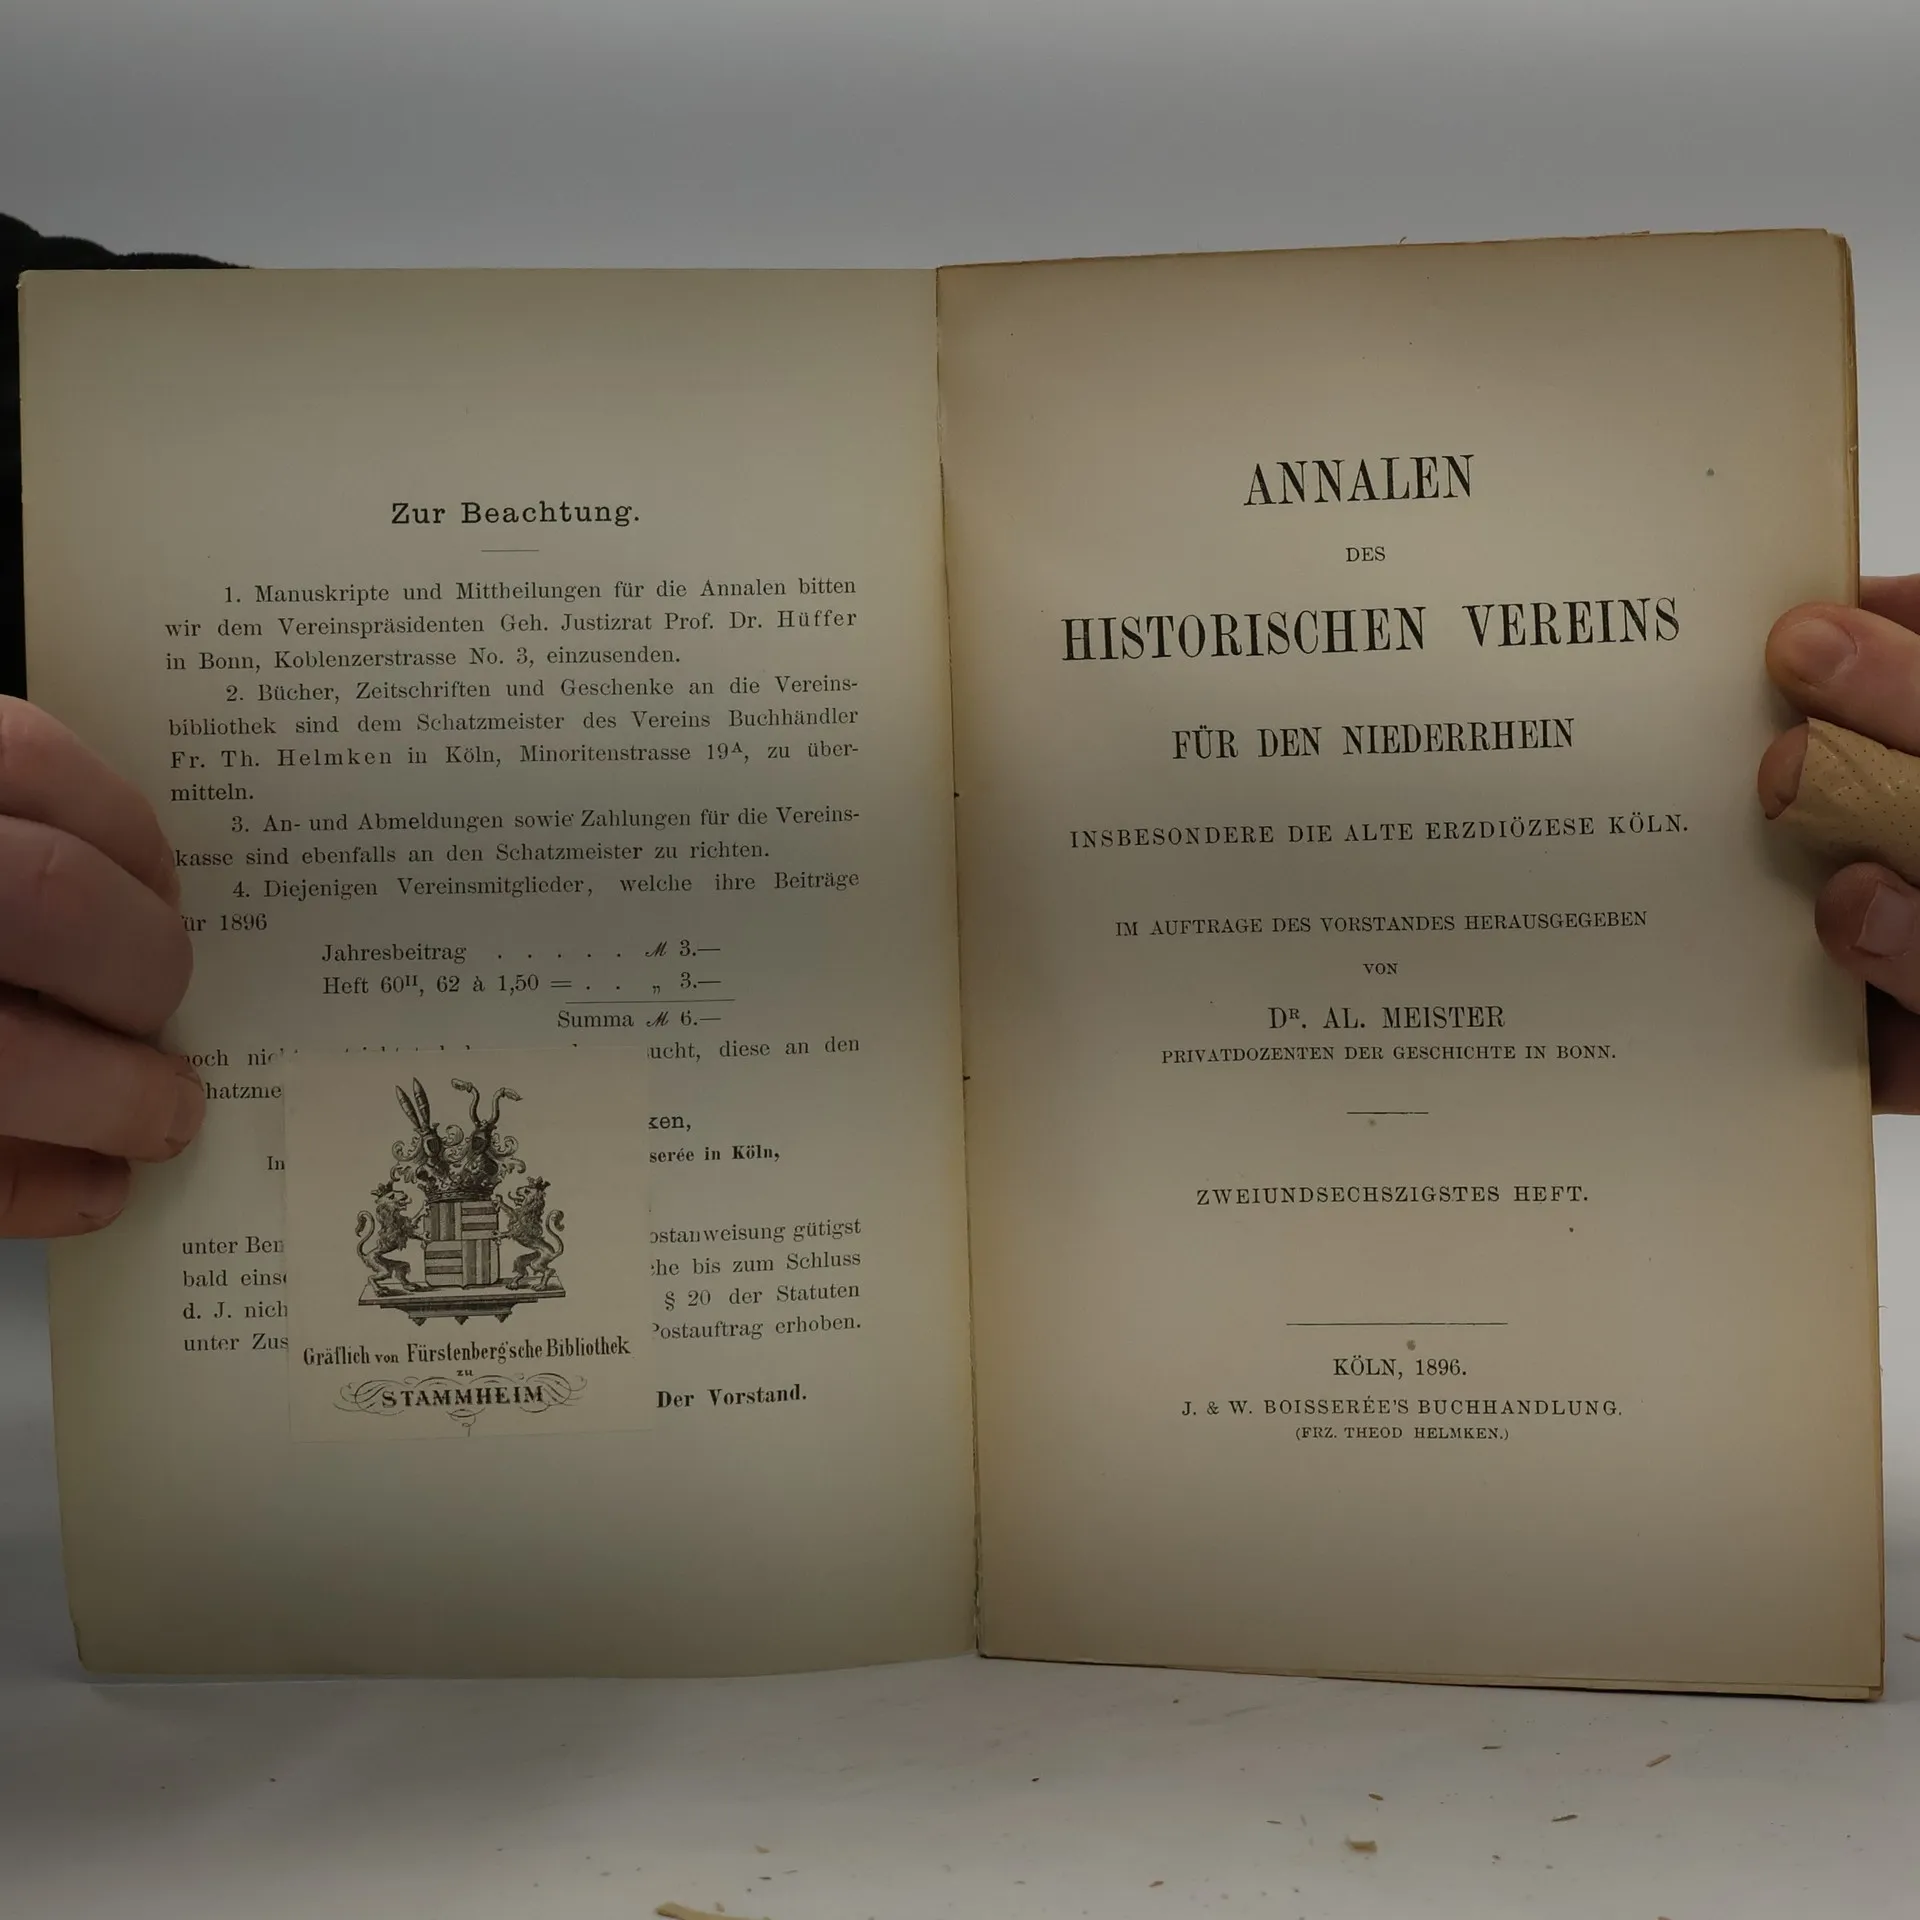 Zur Beachtung.
1. Manuskripte und Mittheilungen für die Annalen bitten
wir dem Vereinspräsidenten Geh. Justizrat Prof. Dr. Hüffer
in Bonn, Koblenzerstrasse No. 3, einzusenden.
2. Bücher, Zeitschriften und Geschenke an die Vereins-
bibliothek sind dem Schatzmeister des Vereins Buchhändler
Fr. Th. Helmken in Köln, Minoritenstrasse 19A, zu über-
mitteln.
3. An- und Abmeldungen sowie Zahlungen für die Vereins-
kasse sind ebenfalls an den Schatzmeister zu richten.
4. Diejenigen Vereinsmitglieder, welche ihre Beiträge
ür 1896
Jahresbeitrag . . . . . ℳ 3.—
Heft 60II, 62 à 1,50 = . . „ 3.—
Summa ℳ 6.—
noch ucht, diese an den
hatzme
ken,
In serée in Köln,
unter Ber ostanweisung gütigst
bald eins che bis zum Schluss
d. J. nich § 20 der Statuten
unter Zus Postauftrag erhoben.
Der Vorstand.
Gräflich von Fürstenberg'sche Bibliothek
zu
STAMMHEIM
ANNALEN
DES
HISTORISCHEN VEREINS
FÜR DEN NIEDERRHEIN
INSBESONDERE DIE ALTE ERZDIÖZESE KÖLN.
IM AUFTRAGE DES VORSTANDES HERAUSGEGEBEN
VON
DR. AL. MEISTER
PRIVATDOZENTEN DER GESCHICHTE IN BONN.
ZWEIUNDSECHSZIGSTES HEFT.
KÖLN, 1896.
J. & W. BOISSERÉE'S BUCHHANDLUNG.
(FRZ. THEOD HELMKEN.)